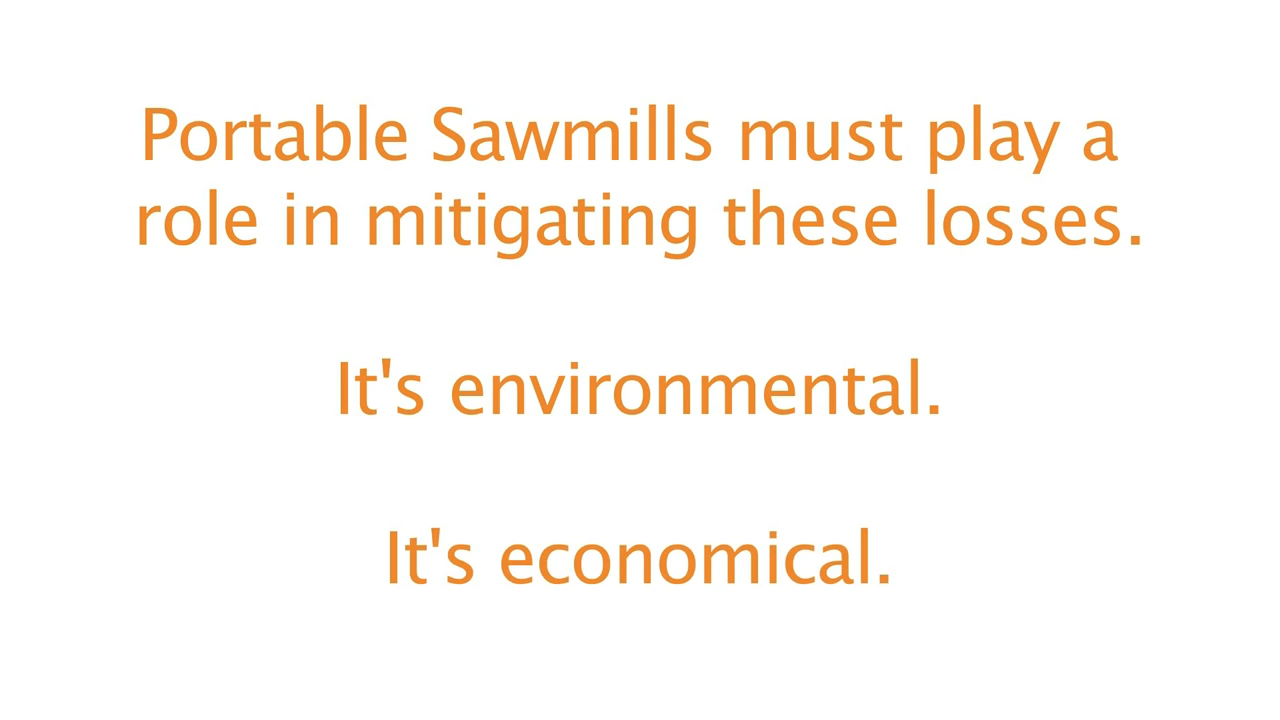 Portable Sawmills must play a
role in mitigating these losses.
It's environmental.
It's economical.